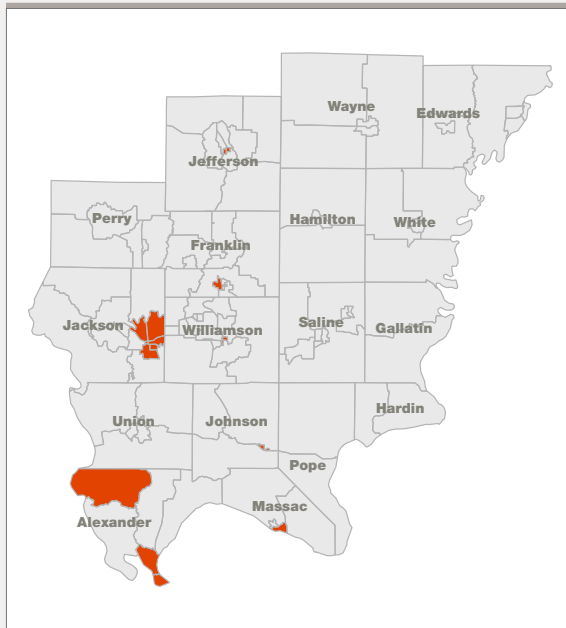 Wayne
Edwards
Jefferson
Perry
Hamilton
White
Franklin
Jackson
Williamson
Saline
Gallatin
Union
Johnson
Hardin
Pope
Massac
Alexander